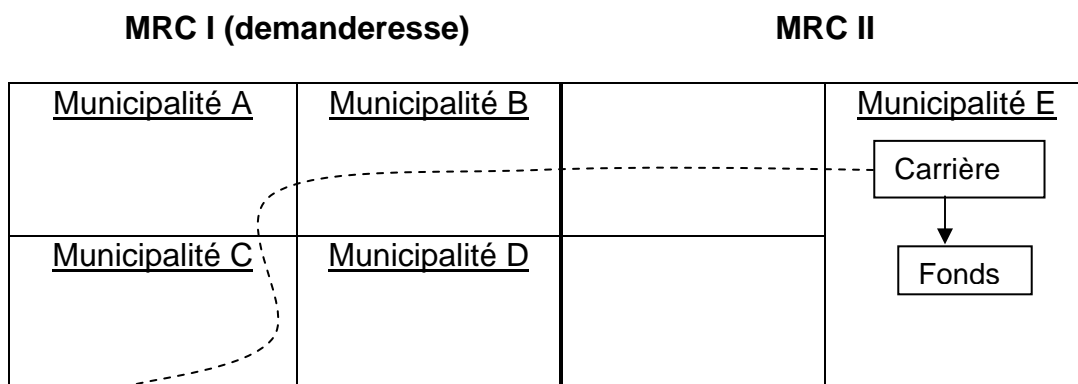 MRC I (demanderesse) MRC II
Municipalité A Municipalité B Municipalité E
Carrière
Municipalité C Municipalité D
Fonds